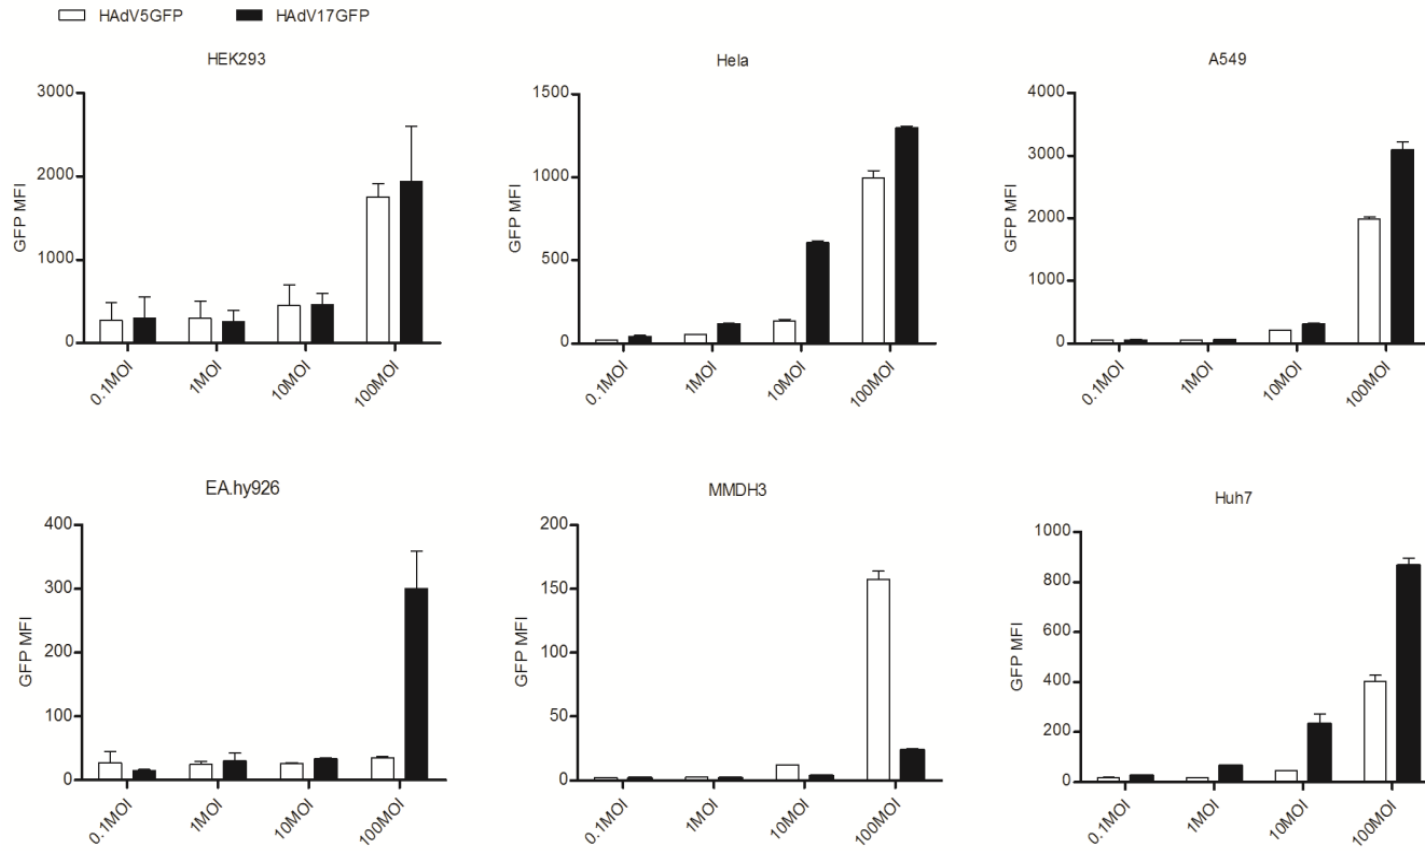 HAdV5GFP HAdV17GFP
HEK293
GFP MFI
3000
2000
1000
0
0.1MOI 1MOI 10MOI 100MOI
Hela
GFP MFI
1500
1000
500
0
0.1MOI 1MOI 10MOI 100MOI
A549
GFP MFI
4000
3000
2000
1000
0
0.1MOI 1MOI 10MOI 100MOI
EA.hy926
GFP MFI
400
300
200
100
0
0.1MOI 1MOI 10MOI 100MOI
MMDH3
GFP MFI
200
150
100
50
0
0.1MOI 1MOI 10MOI 100MOI
Huh7
GFP MFI
1000
800
600
400
200
0
0.1MOI 1MOI 10MOI 100MOI